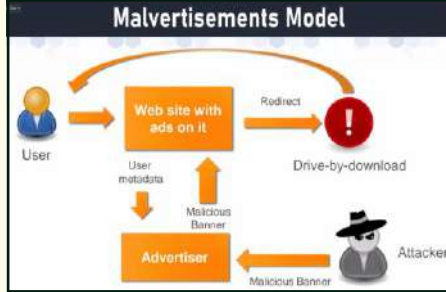 Malvertisements Model
Web site with
ads on it
Redirect
User
Drive-by-download
User
metadata
Malicious
Banner
Advertiser
Attacker
Malicious Banner